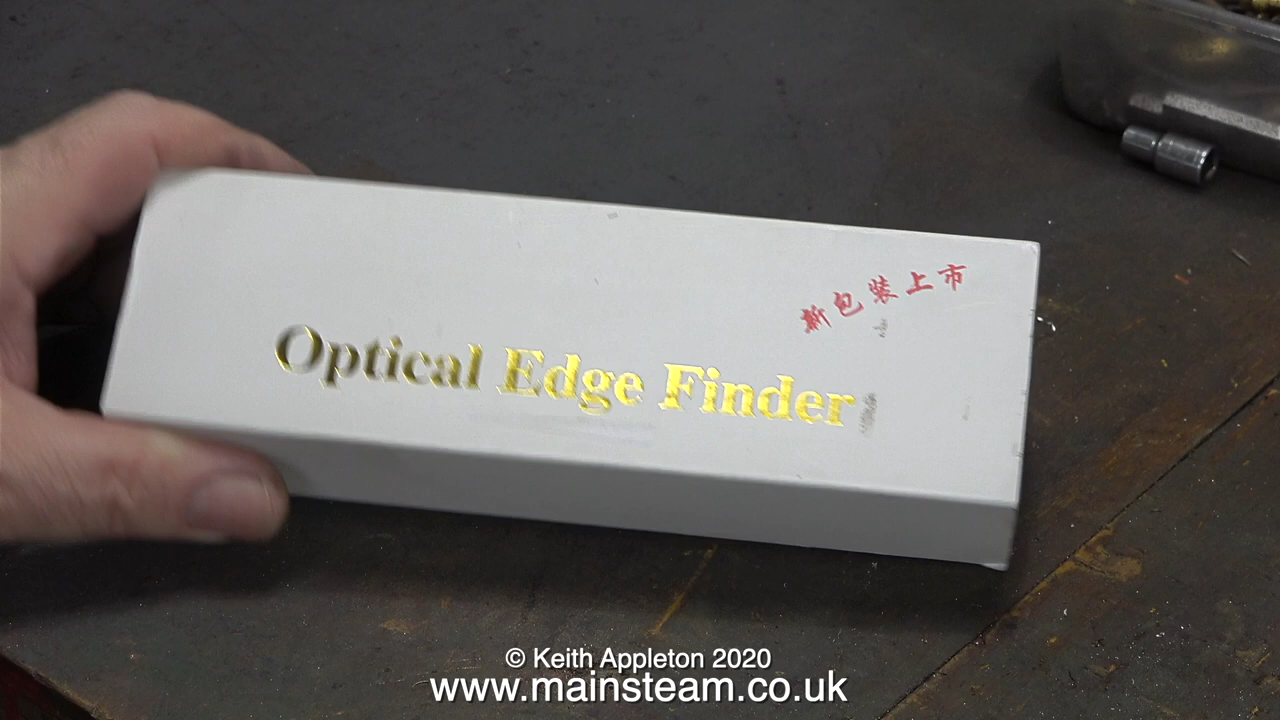 新包装上市
Optical Edge Finder
© Keith Appleton 2020
www.mainsteam.co.uk